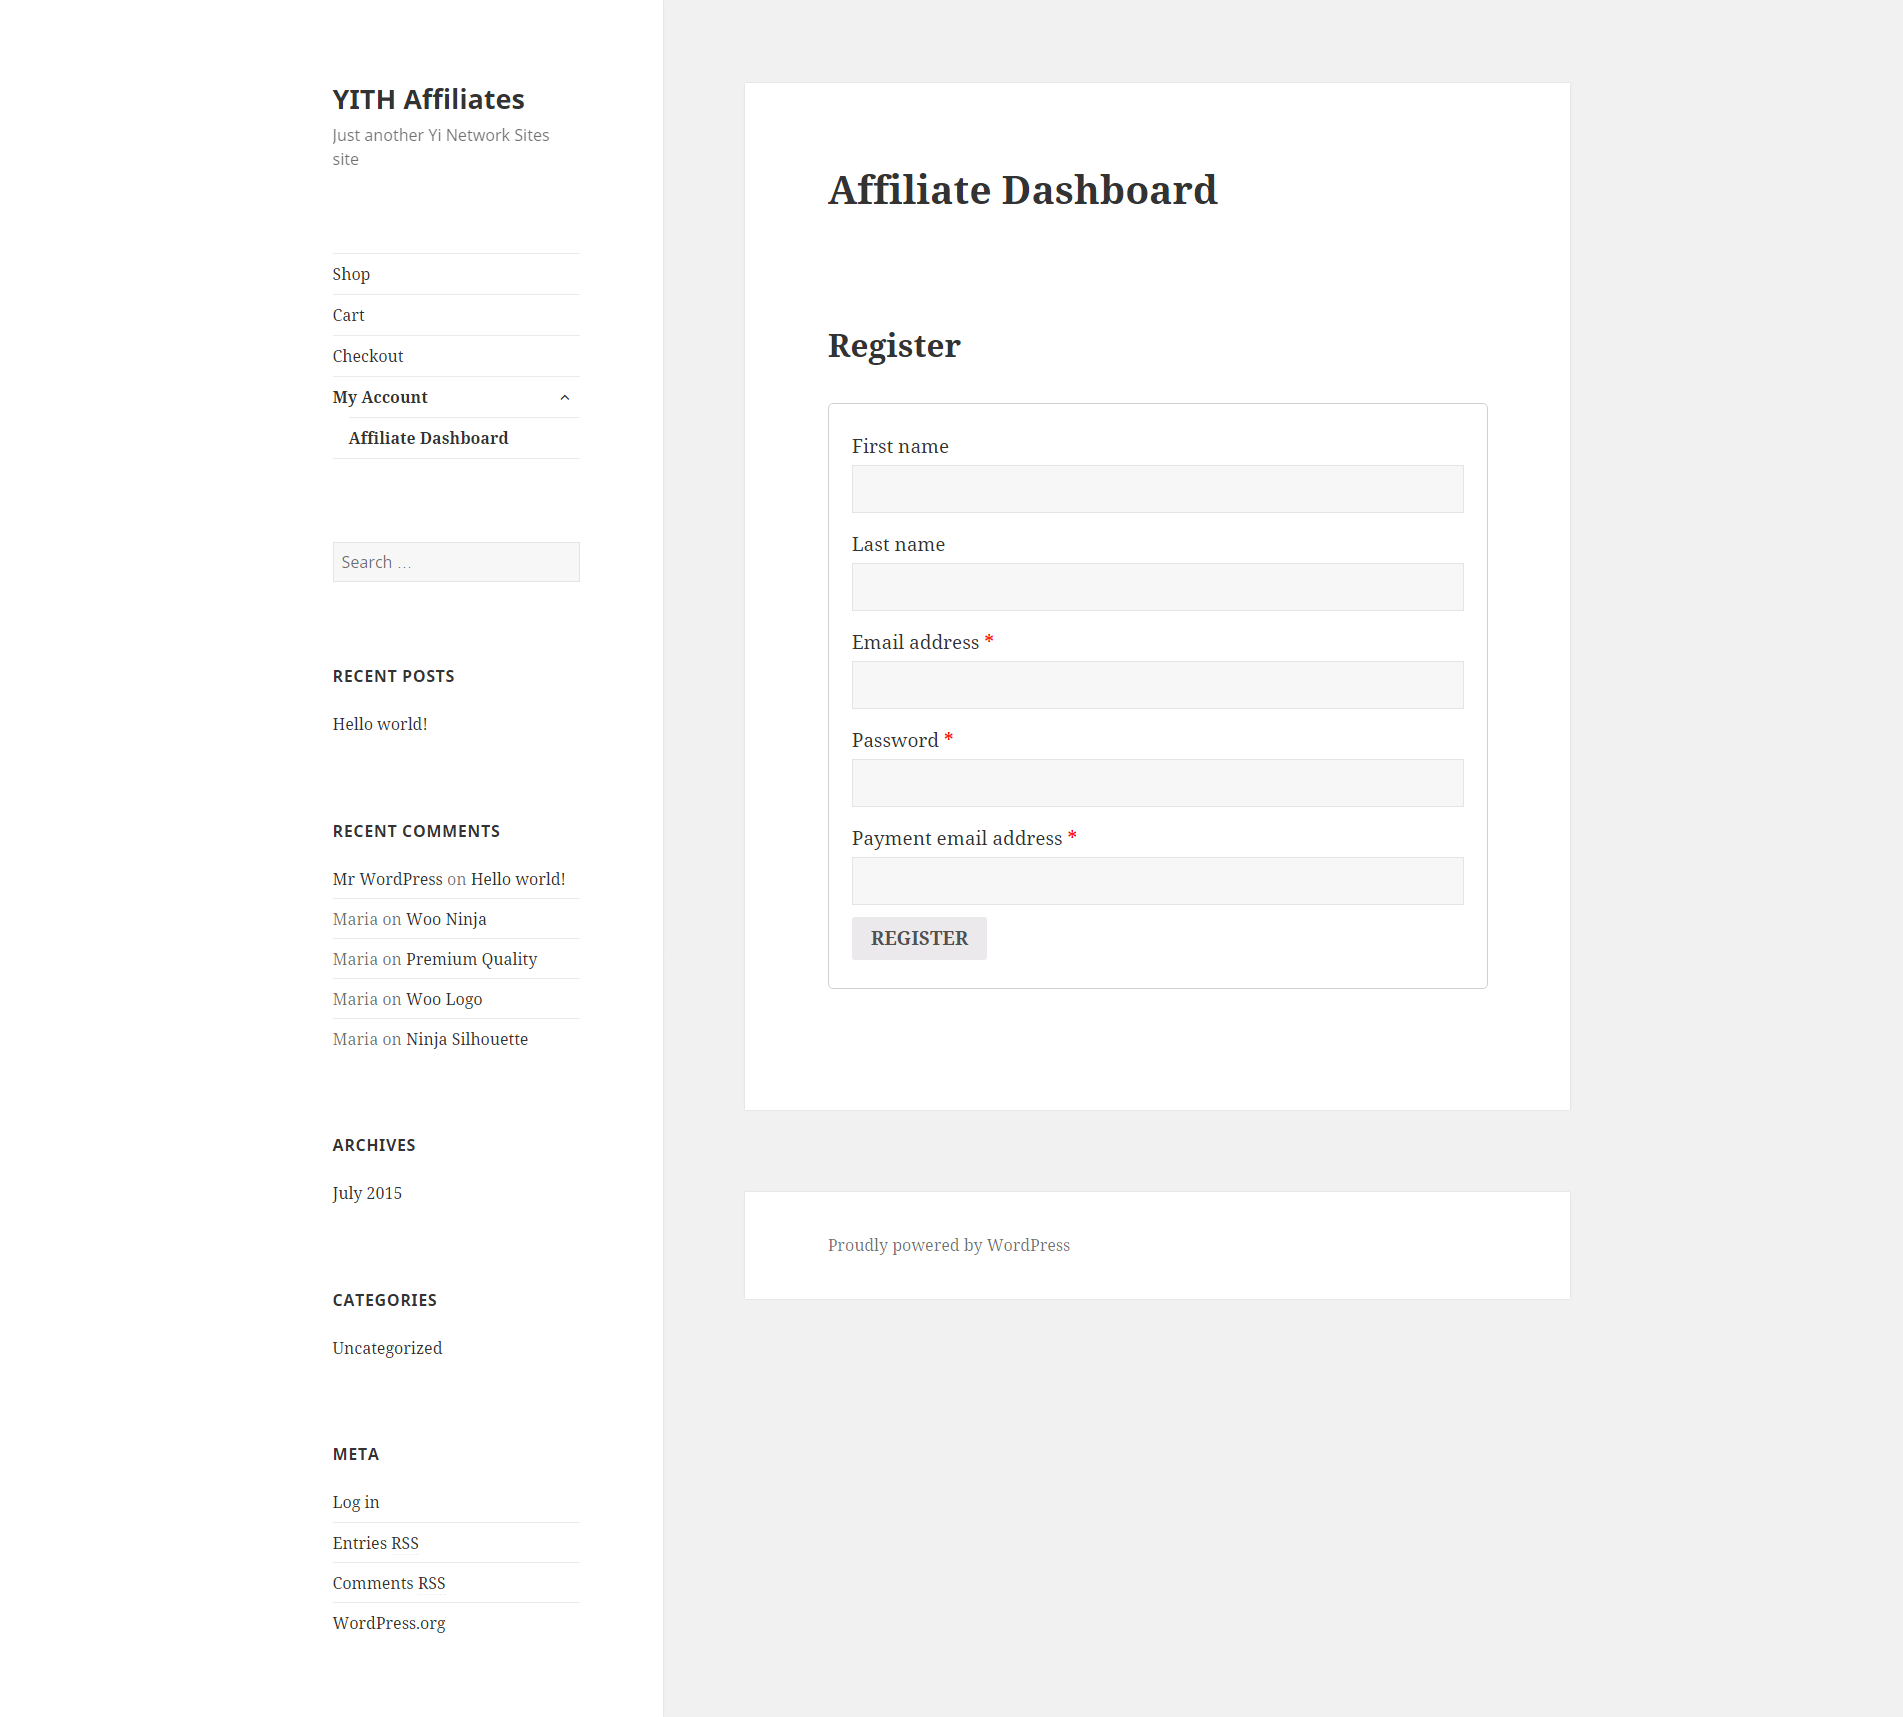 YITH Affiliates
Just another Yi Network Sites
site
Shop
Cart
Checkout
My Account
Affiliate Dashboard
Search …
RECENT POSTS
Hello world!
RECENT COMMENTS
Mr WordPress on Hello world!
Maria on Woo Ninja
Maria on Premium Quality
Maria on Woo Logo
Maria on Ninja Silhouette
ARCHIVES
July 2015
CATEGORIES
Uncategorized
META
Log in
Entries RSS
Comments RSS
WordPress.org
Affiliate Dashboard
Register
First name
Last name
Email address *
Password *
Payment email address *
REGISTER
Proudly powered by WordPress